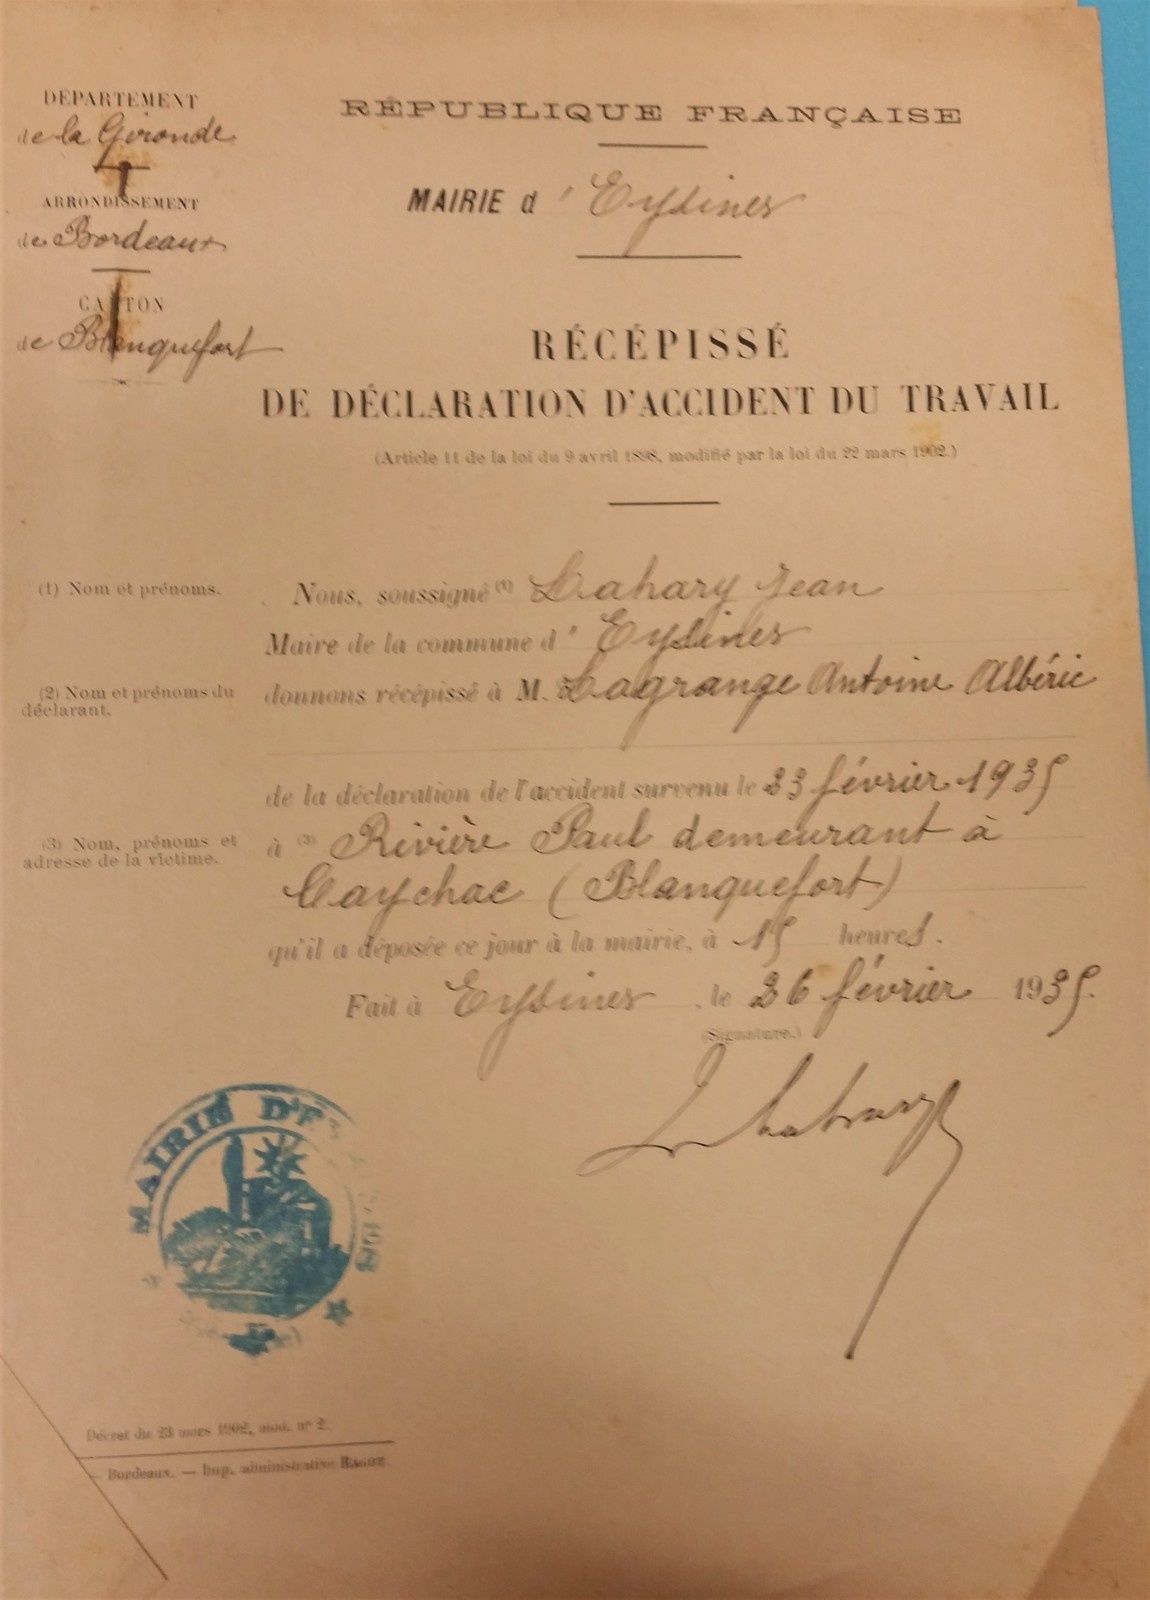 DÉPARTEMENT
de la Gironde
ARRONDISSEMENT
de Bordeaux
CANTON
de Blanquefort
RÉPUBLIQUE FRANÇAISE
MAIRIE d' Eysines
RÉCÉPISSÉ
DE DÉCLARATION D'ACCIDENT DU TRAVAIL
(Article 11 de la loi du 9 avril 1898, modifié par la loi du 22 mars 1902.)
(1) Nom et prénoms.
Nous, soussigné (1) Lahary Jean
Maire de la commune d' Eysines
(2) Nom et prénoms du
déclarant.
donnons récépissé à M. Lagrange Antoine Albéric
de la déclaration de l'accident survenu le 23 février 1935
(3) Nom, prénoms et
adresse de la victime.
à (3) Rivière Paul demeurant à
Caychac (Blanquefort)
qu'il a déposée ce jour à la mairie, à 15 heures.
Fait à Eysines, le 26 février 1935.
(Signature.)
Lahary
MAIRIE D'E
Décret du 23 mars 1902, mod. n° 2.
— Bordeaux. — Imp. administrative RAGOT.